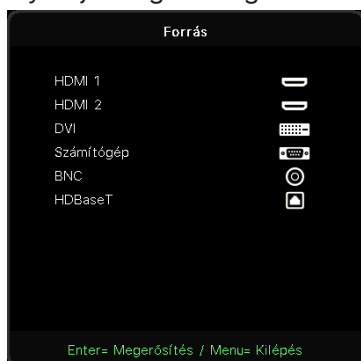 Forrás
HDMI 1
HDMI 2
DVI
Számítógép
BNC
HDBaseT
Enter= Megerősítés / Menu= Kilépés